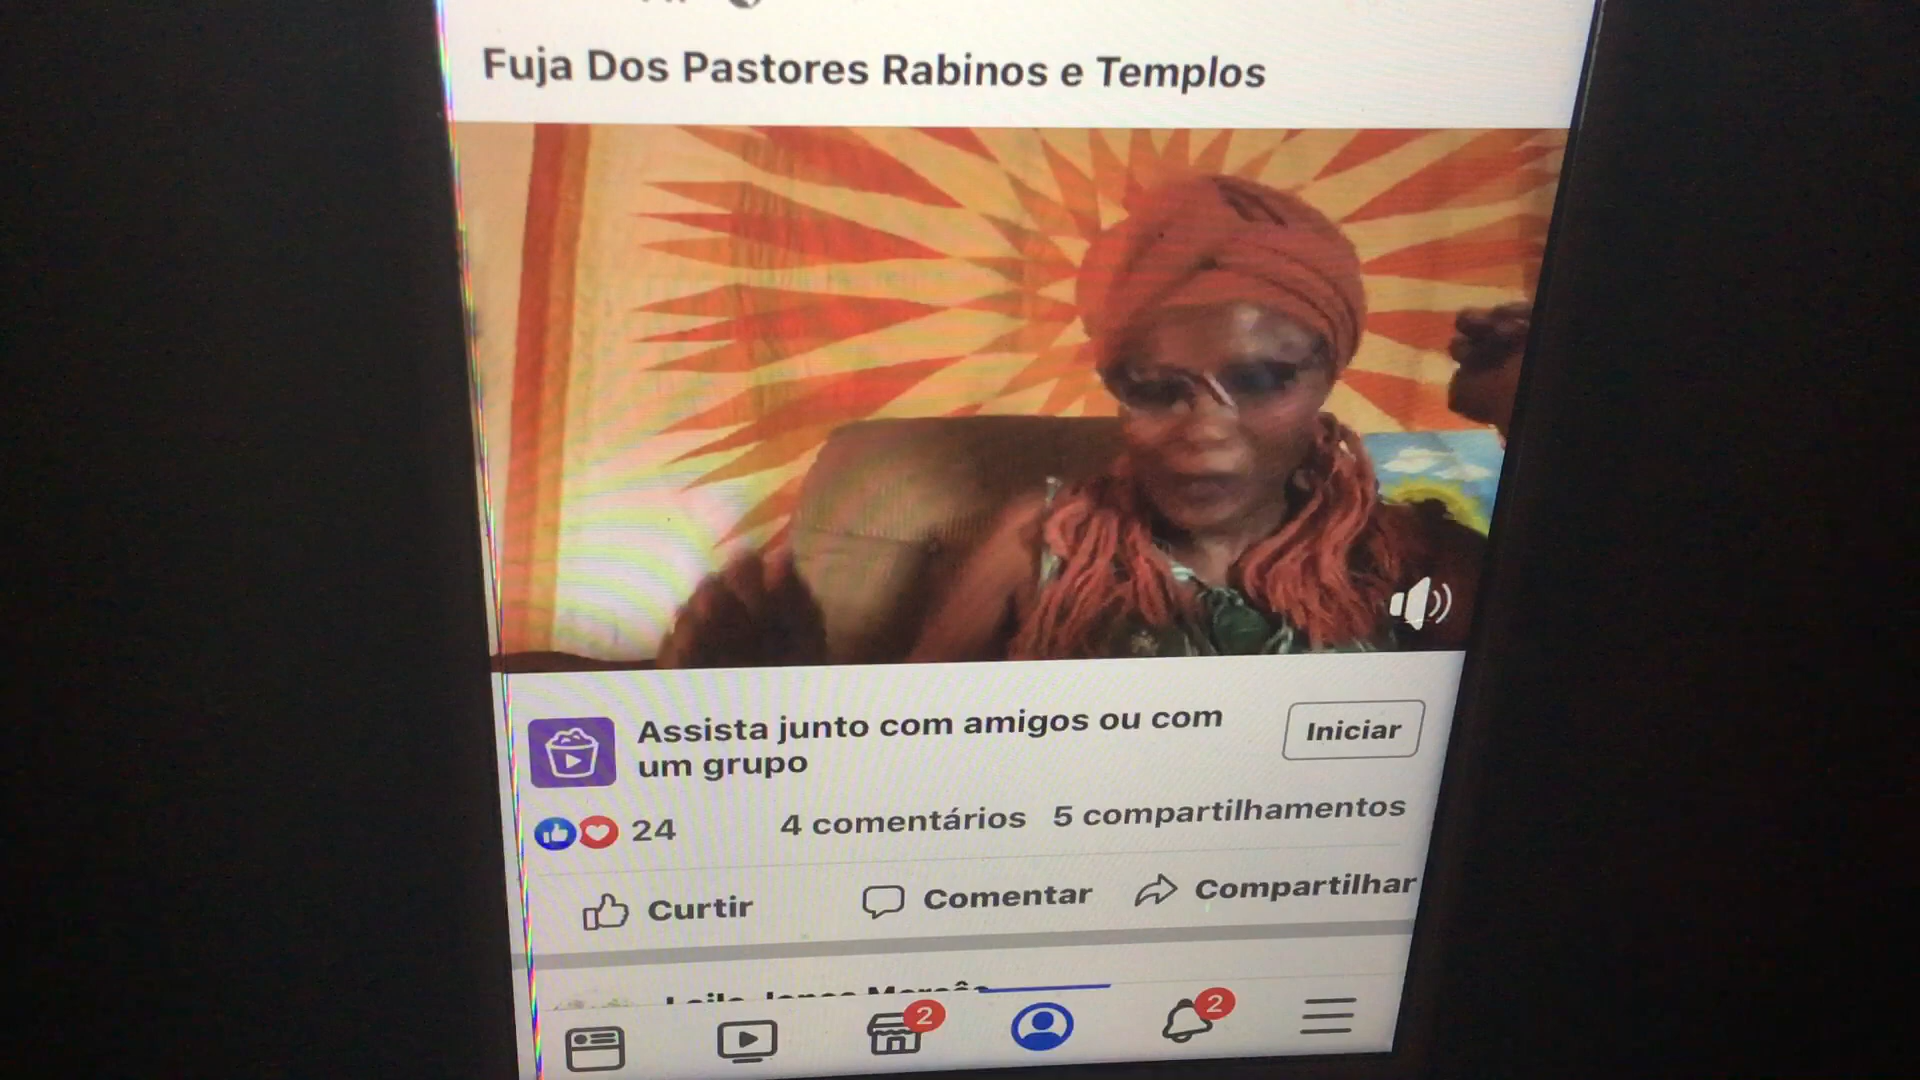 Fuja Dos Pastores Rabinos e Templos
Assista junto com amigos ou com
um grupo
Iniciar
24
4 comentários
5 compartilhamentos
Curtir
Comentar
Compartilhar
2
2